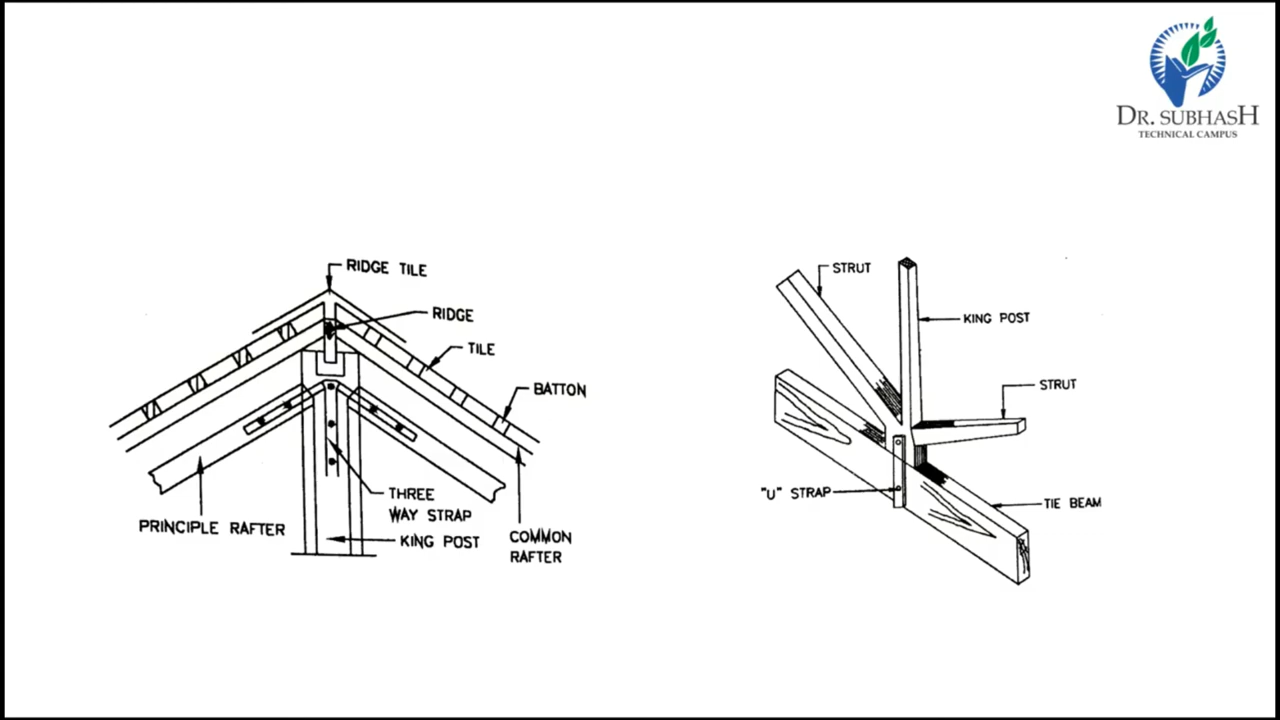 DR. SUBHASH
TECHNICAL CAMPUS
RIDGE TILE
RIDGE
TILE
BATTON
THREE
WAY STRAP
PRINCIPLE RAFTER
KING POST
COMMON
RAFTER
STRUT
KING POST
STRUT
"U" STRAP
TIE BEAM